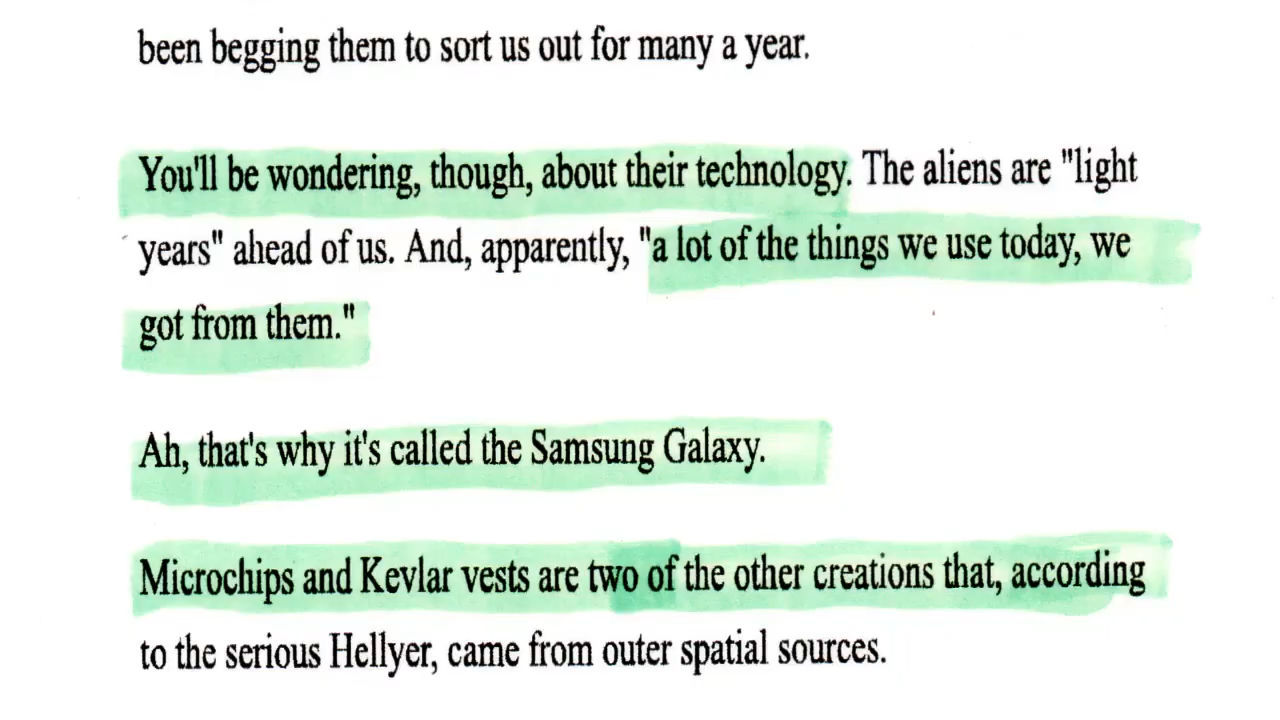 been begging them to sort us out for many a year.
You'll be wondering, though, about their technology. The aliens are "light
years" ahead of us. And, apparently, "a lot of the things we use today, we
got from them."
Ah, that's why it's called the Samsung Galaxy.
Microchips and Kevlar vests are two of the other creations that, according
to the serious Hellyer, came from outer spatial sources.